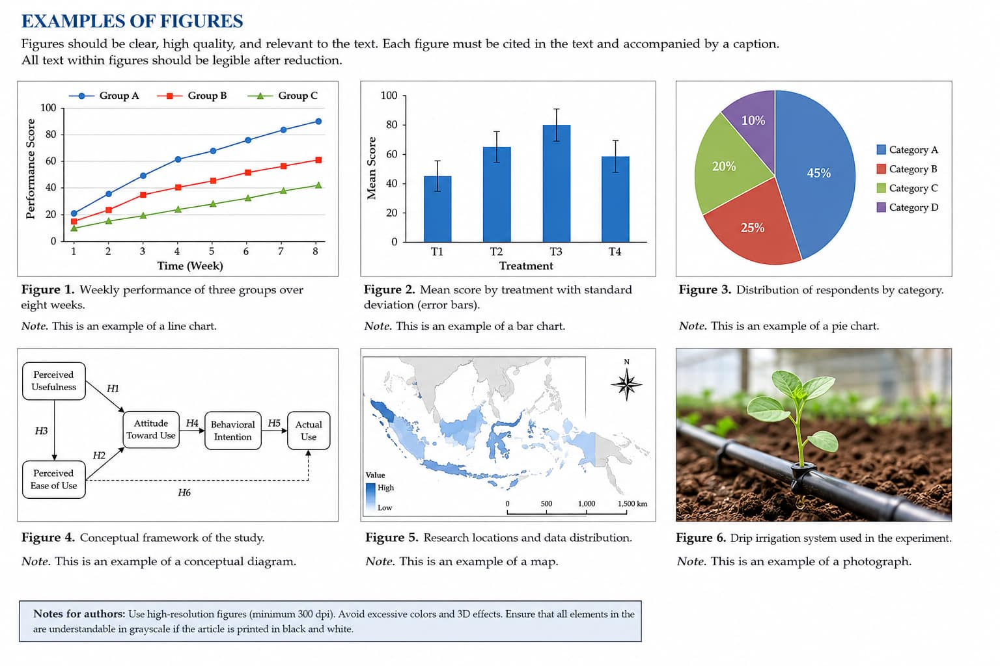 EXAMPLES OF FIGURES
Figures should be clear, high quality, and relevant to the text. Each figure must be cited in the text and accompanied by a caption.
All text within figures should be legible after reduction.
Group A Group B Group C
100
80
60
40
20
0
Performance Score
1 2 3 4 5 6 7 8
Time (Week)
Figure 1. Weekly performance of three groups over
eight weeks.
Note. This is an example of a line chart.
100
80
60
40
20
0
Mean Score
T1 T2 T3 T4
Treatment
Figure 2. Mean score by treatment with standard
deviation (error bars).
Note. This is an example of a bar chart.
10%
45%
20%
25%
Category A
Category B
Category C
Category D
Figure 3. Distribution of respondents by category.
Note. This is an example of a pie chart.
Perceived
Usefulness
H1
H3
Attitude
Toward Use
H4
Behavioral
Intention
H5
Actual
Use
H2
Perceived
Ease of Use
H6
Figure 4. Conceptual framework of the study.
Note. This is an example of a conceptual diagram.
N
Value
High
Low
0 500 1,000 1,500 km
Figure 5. Research locations and data distribution.
Note. This is an example of a map.
Figure 6. Drip irrigation system used in the experiment.
Note. This is an example of a photograph.
Notes for authors: Use high-resolution figures (minimum 300 dpi). Avoid excessive colors and 3D effects. Ensure that all elements in the
are understandable in grayscale if the article is printed in black and white.